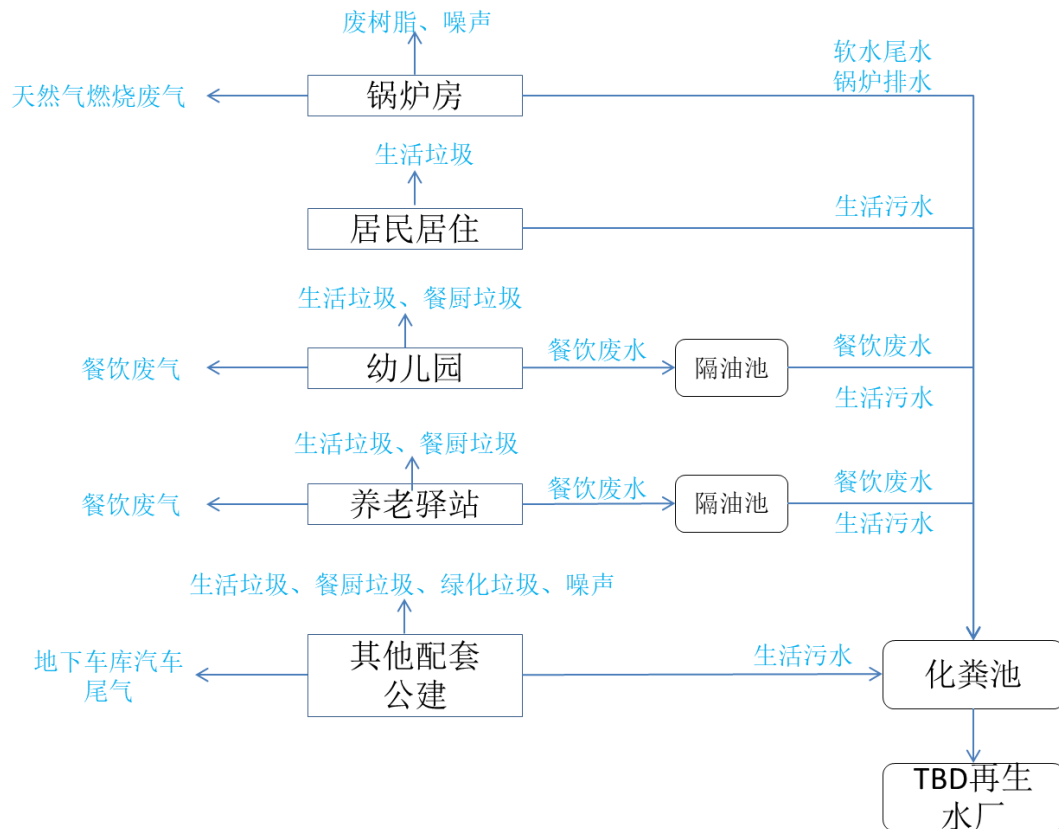 废树脂、噪声
软水尾水
锅炉排水
天然气燃烧废气
锅炉房
生活垃圾
居民居住
生活污水
生活垃圾、餐厨垃圾
餐饮废气
幼儿园
餐饮废水
隔油池
餐饮废水
生活污水
生活垃圾、餐厨垃圾
餐饮废气
养老驿站
餐饮废水
隔油池
餐饮废水
生活污水
生活垃圾、餐厨垃圾、绿化垃圾、噪声
地下车库汽车
尾气
其他配套
公建
生活污水
化粪池
TBD再生
水厂